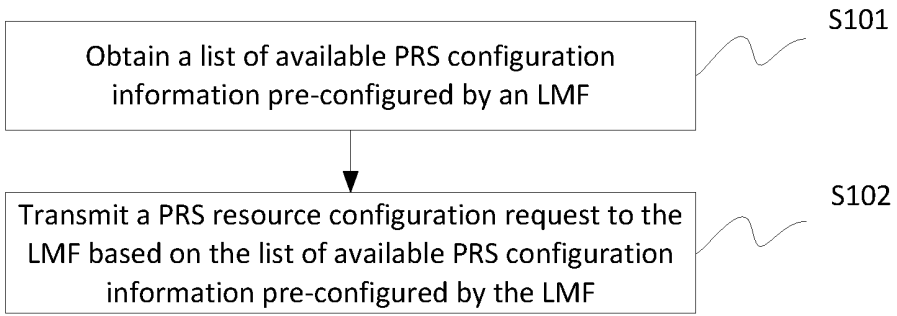 S101
Obtain a list of available PRS configuration
information pre-configured by an LMF
S102
Transmit a PRS resource configuration request to the
LMF based on the list of available PRS configuration
information pre-configured by the LMF